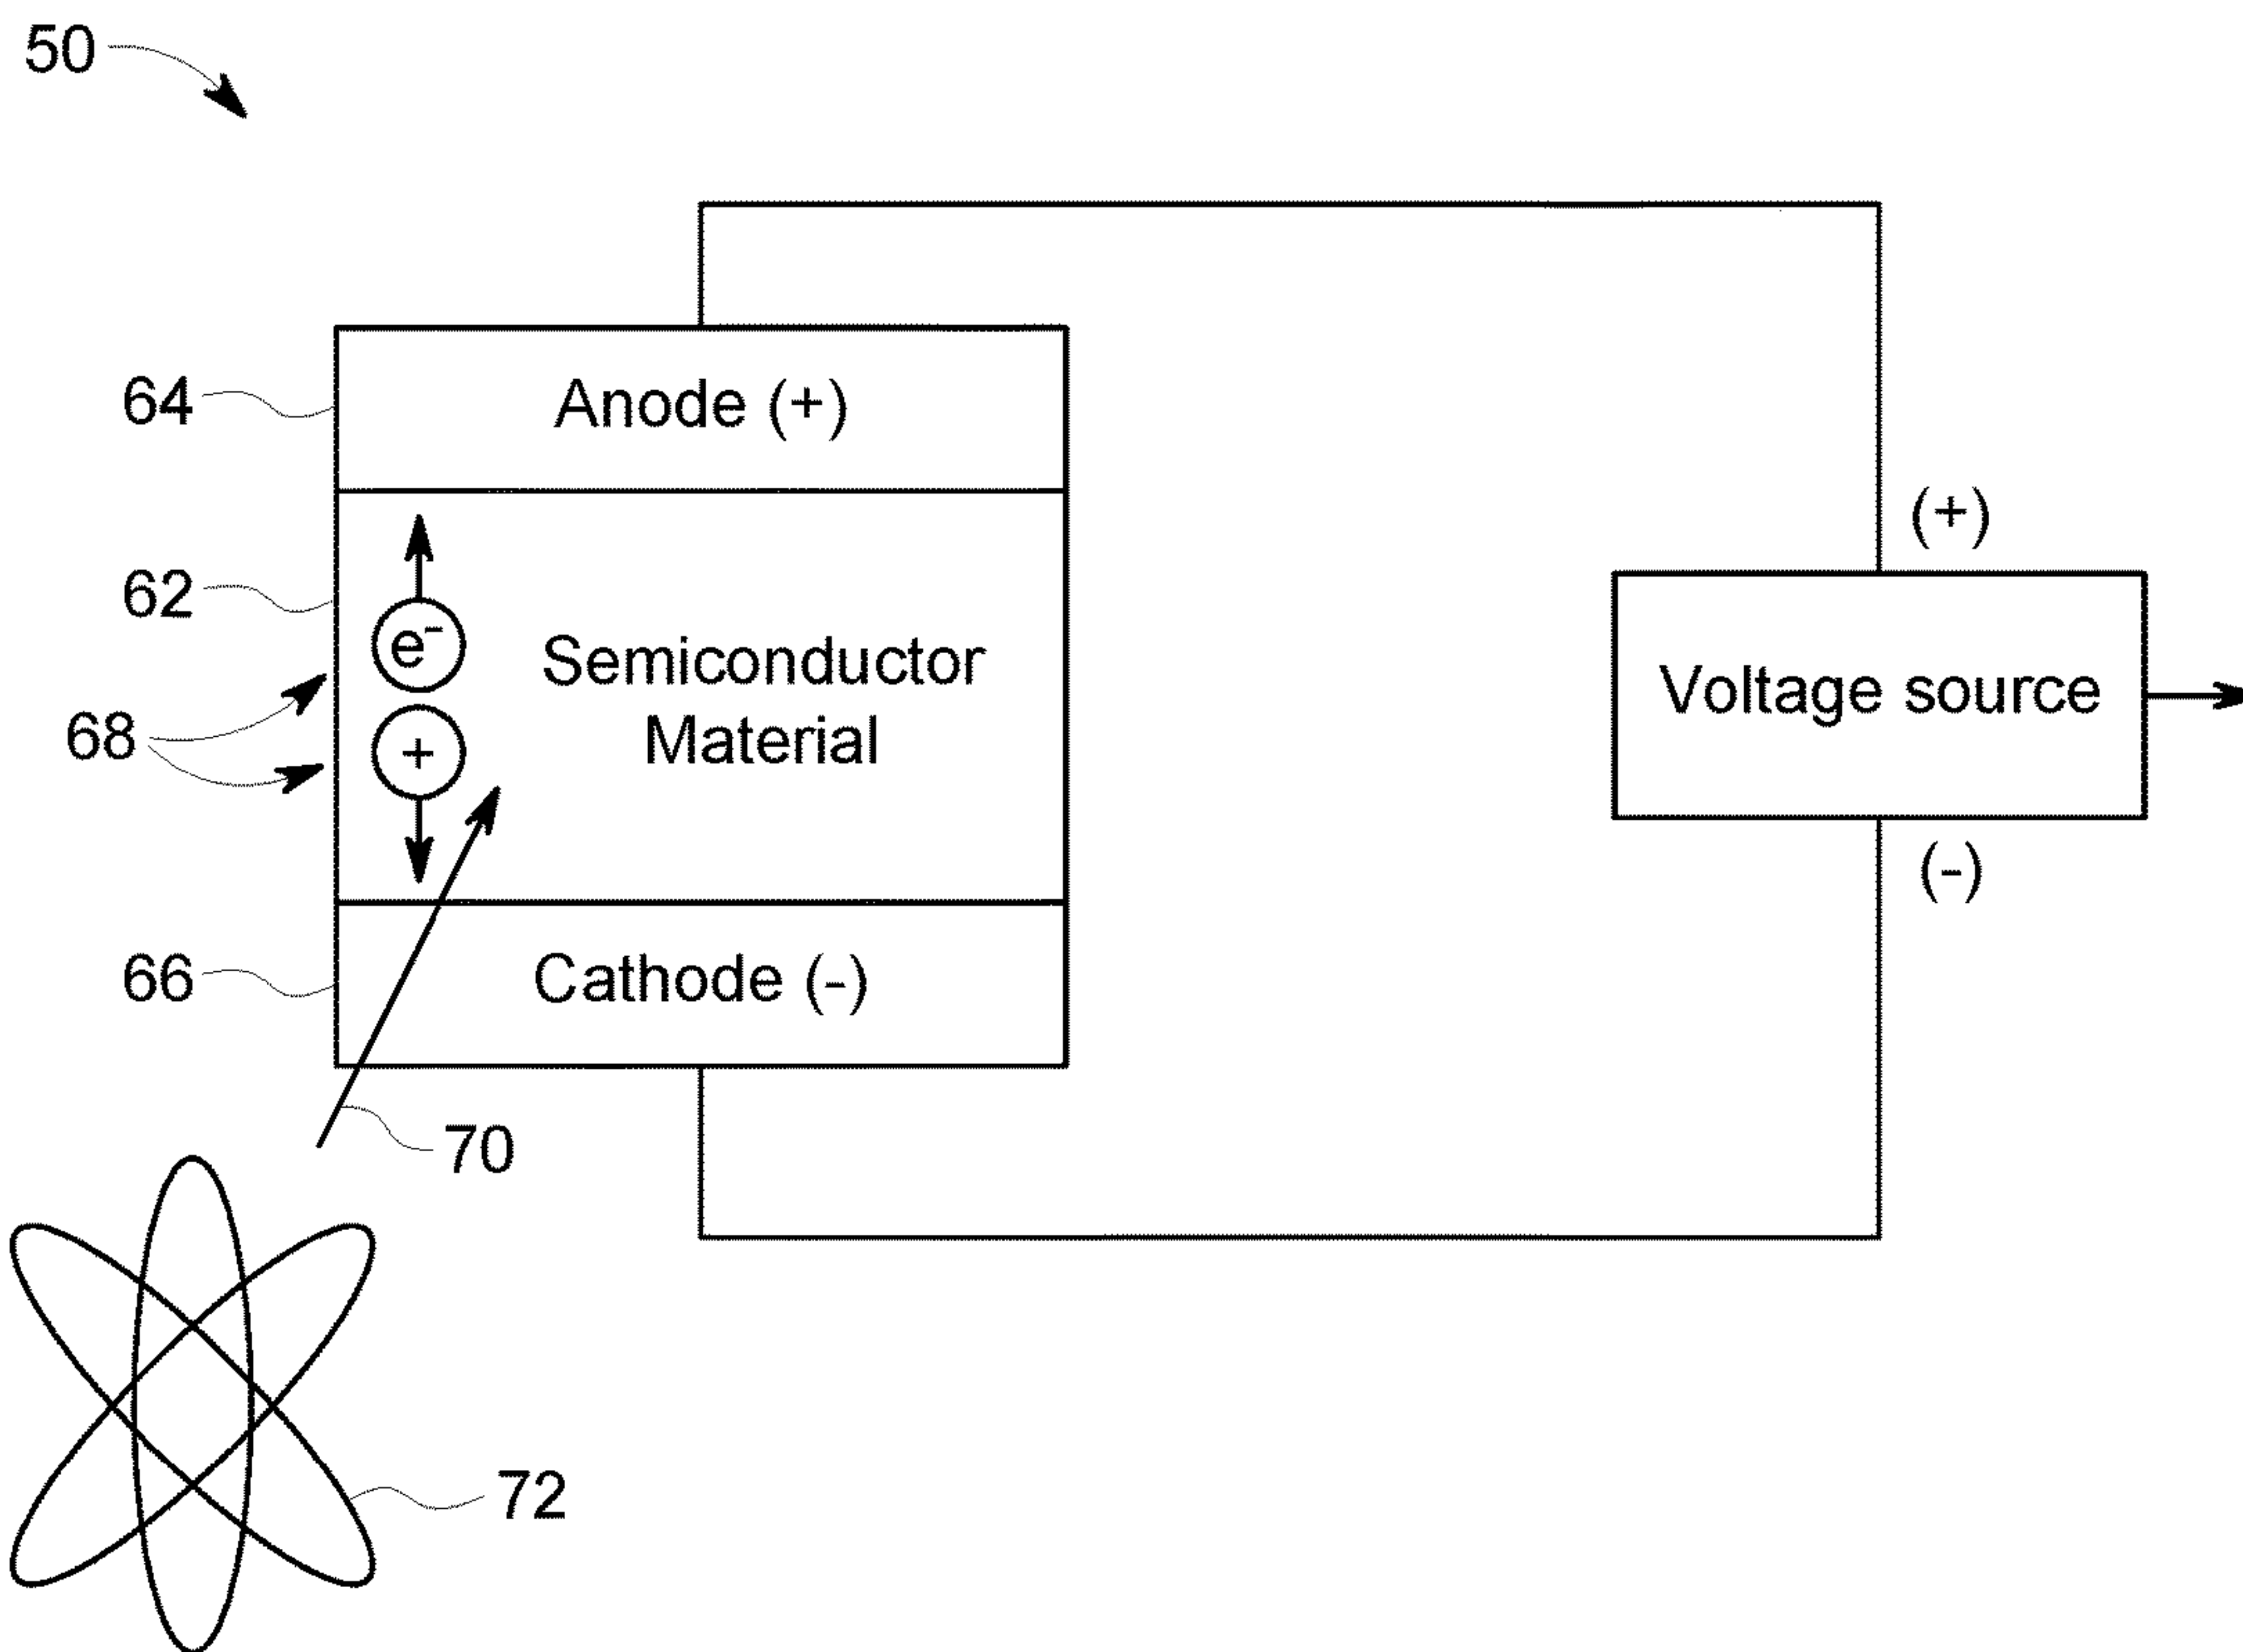 50
64
Anode (+)
(+)
62
e⁻
Semiconductor
Material
Voltage source
68
+
(-)
66
Cathode (-)
70
72